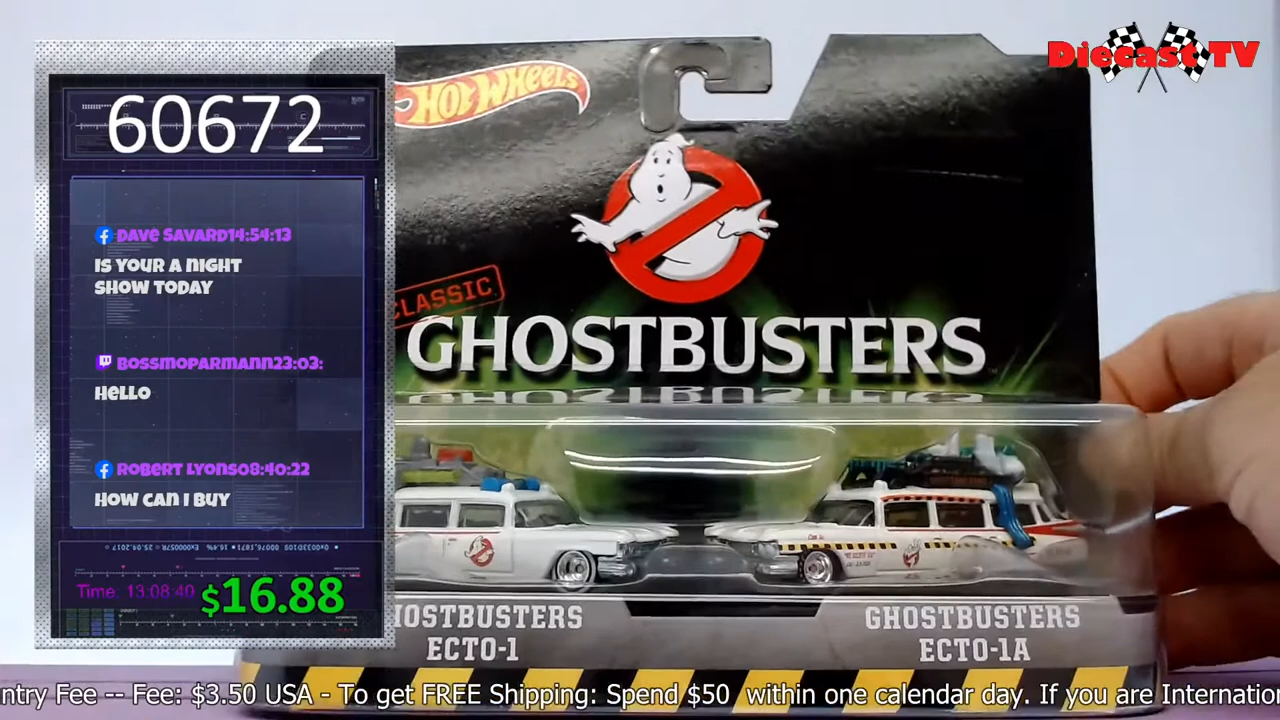 60672
Dave Savard14:54:13
Is your a night
show today
Bossmoparmann23:03:
Hello
Robert Lyons08:40:22
How can i buy
Time: 13:08:40
$16.88
Diecast TV
Hot Wheels
CLASSIC
GHOSTBUSTERS
HOSTBUSTERS
ECTO-1
GHOSTBUSTERS
ECTO-1A
ntry Fee -- Fee: $3.50 USA - To get FREE Shipping: Spend $50 within one calendar day. If you are Internation